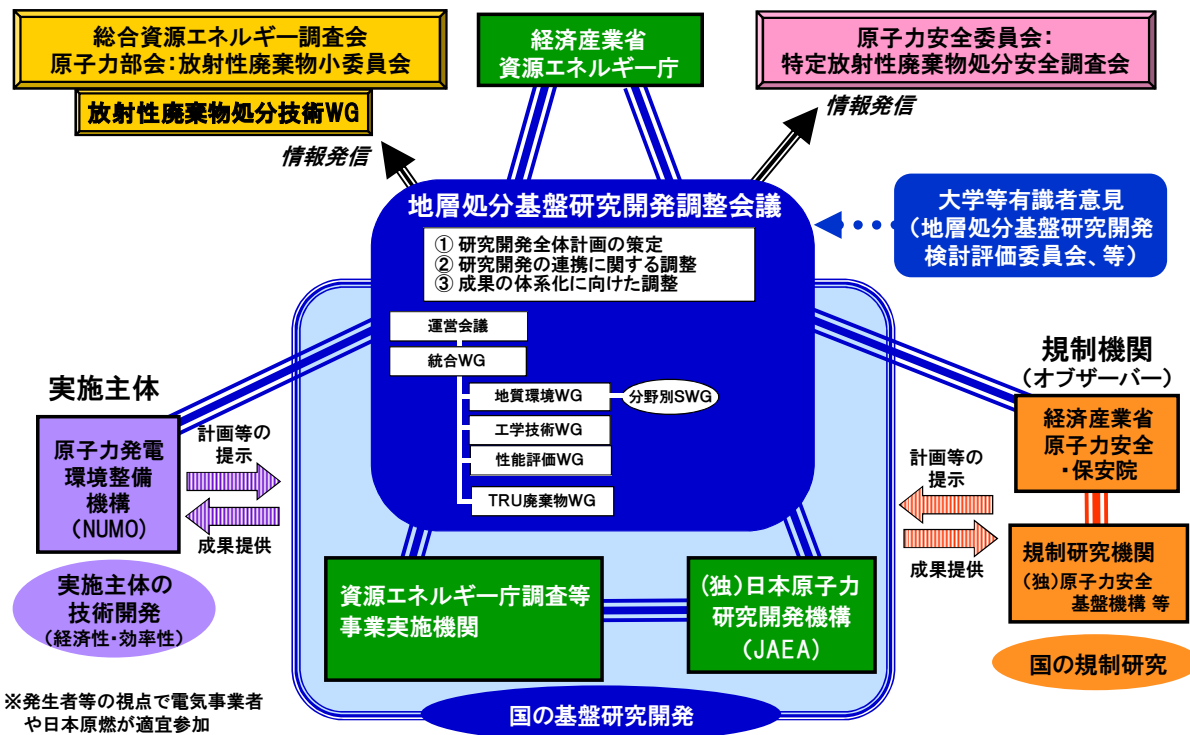 総合資源エネルギー調査会
原子力部会：放射性廃棄物小委員会
放射性廃棄物処分技術WG
経済産業省
資源エネルギー庁
原子力安全委員会：
特定放射性廃棄物処分安全調査会
情報発信
情報発信
地層処分基盤研究開発調整会議
① 研究開発全体計画の策定
② 研究開発の連携に関する調整
③ 成果の体系化に向けた調整
大学等有識者意見
（地層処分基盤研究開発
検討評価委員会、等）
運営会議
統合WG
地質環境WG
分野別SWG
工学技術WG
性能評価WG
TRU廃棄物WG
実施主体
原子力発電
環境整備
機構
（NUMO）
計画等の
提示
成果提供
実施主体の
技術開発
（経済性・効率性）
規制機関
（オブザーバー）
経済産業省
原子力安全
・保安院
計画等の
提示
成果提供
規制研究機関
（独）原子力安全
基盤機構 等
国の規制研究
資源エネルギー庁調査等
事業実施機関
（独）日本原子力
研究開発機構
（JAEA）
国の基盤研究開発
※発生者等の視点で電気事業者
や日本原燃が適宜参加